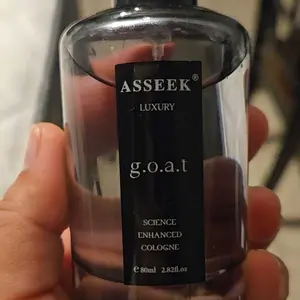 ASSEEK®
LUXURY
g.o.a.t
SCIENCE
ENHANCED
COLOGNE
℮ 80ml 2.82fl.oz